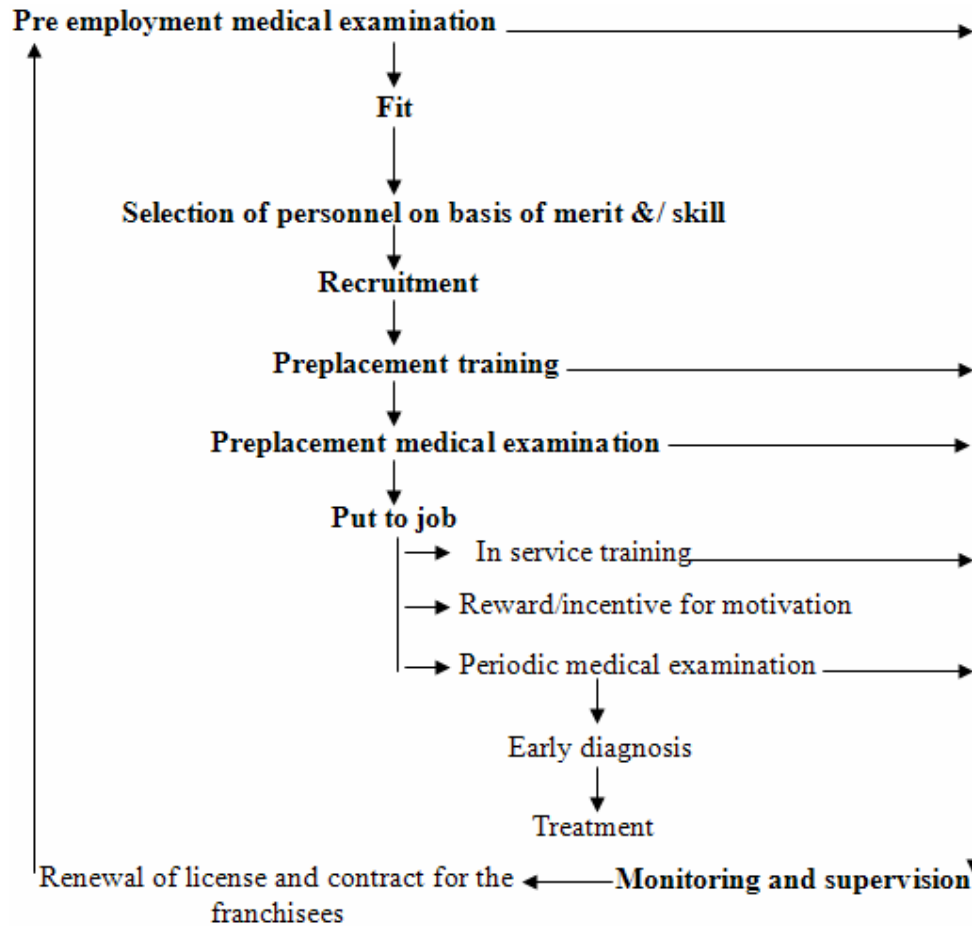 Pre employment medical examination
Fit
Selection of personnel on basis of merit &/ skill
Recruitment
Preplacement training
Preplacement medical examination
Put to job
In service training
Reward/incentive for motivation
Periodic medical examination
Early diagnosis
Treatment
Renewal of license and contract for the
franchisees
Monitoring and supervision